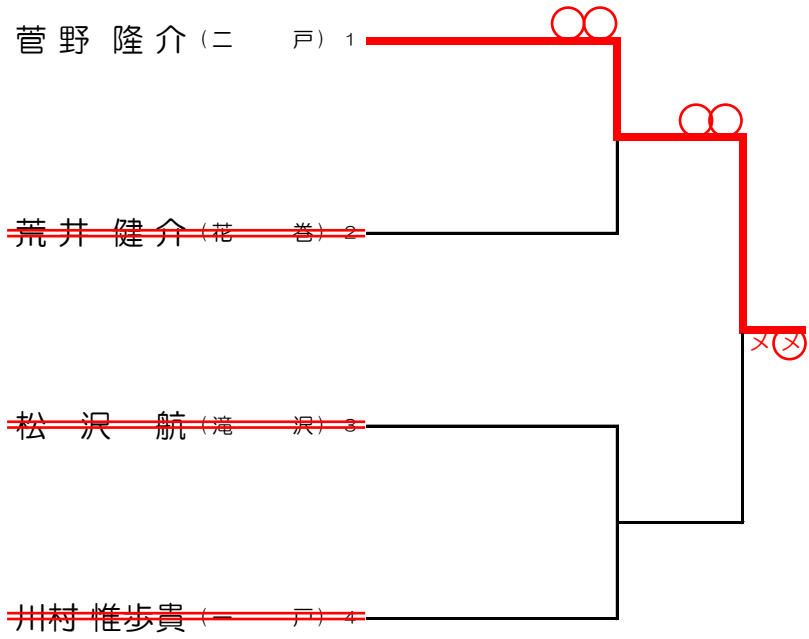 菅野 隆介 (二 戸) 1
荒井 健介 (花 巻) 2
メ メ
松沢 航 (滝 沢) 3
川村 惟歩貴 (一 戸) 4